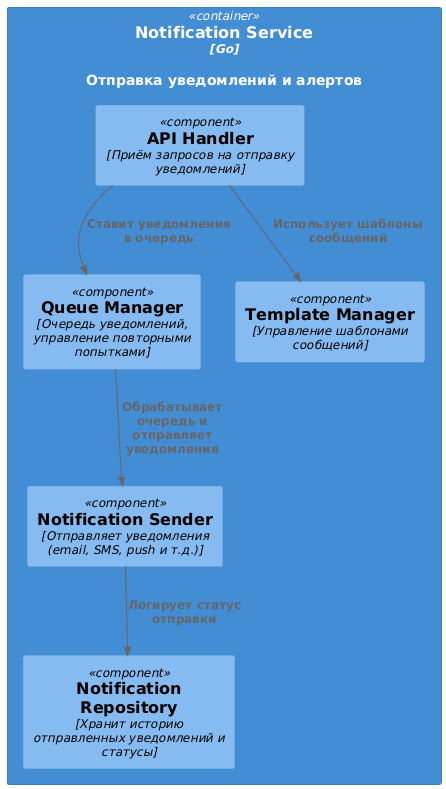 «container»
Notification Service
[Go]
Отправка уведомлений и алертов
«component»
API Handler
[Приём запросов на отправку
уведомлений]
Ставит уведомления
в очередь
Использует шаблоны
сообщений
«component»
Queue Manager
[Очередь уведомлений,
управление повторными
попытками]
«component»
Template Manager
[Управление шаблонами
сообщений]
Обрабатывает
очередь и
отправляет
уведомления
«component»
Notification Sender
[Отправляет уведомления
(email, SMS, push и т.д.)]
Логирует статус
отправки
«component»
Notification
Repository
[Хранит историю
отправленных уведомлений и
статусы]